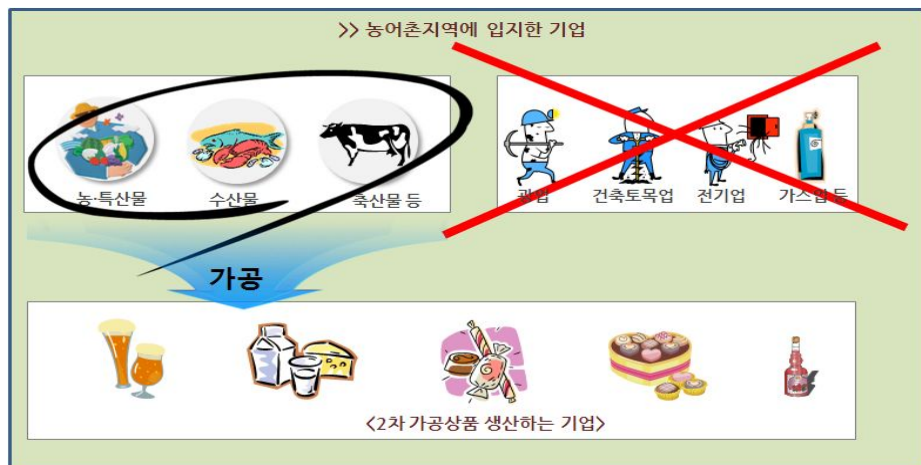 >> 농어촌지역에 입지한 기업
농·특산물 수산물 축산물 등
광업 건축토목업 전기업 가스업 등
가공
<2차 가공상품 생산하는 기업>